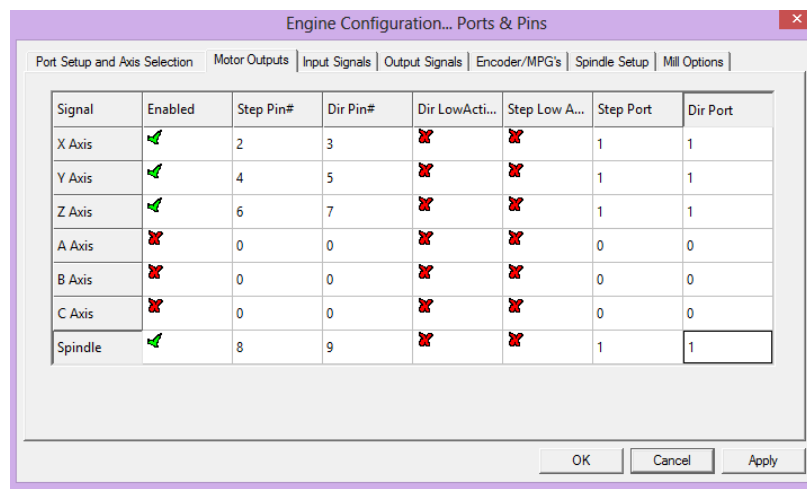 Engine Configuration... Ports & Pins
Port Setup and Axis Selection Motor Outputs Input Signals Output Signals Encoder/MPG's Spindle Setup Mill Options
Signal Enabled Step Pin# Dir Pin# Dir LowActi... Step Low A... Step Port Dir Port
X Axis 2 3 1 1
Y Axis 4 5 1 1
Z Axis 6 7 1 1
A Axis 0 0 0 0
B Axis 0 0 0 0
C Axis 0 0 0 0
Spindle 8 9 1 1
OK Cancel Apply